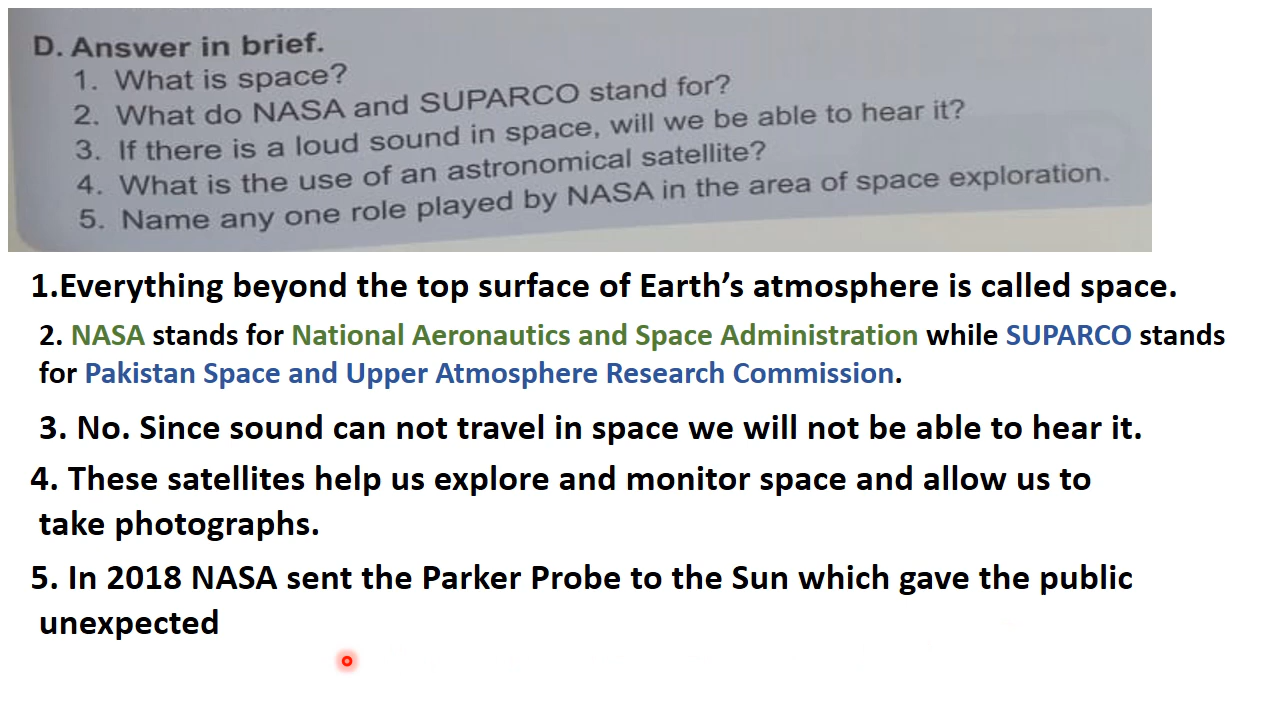 D. Answer in brief.
1. What is space?
2. What do NASA and SUPARCO stand for?
3. If there is a loud sound in space, will we be able to hear it?
4. What is the use of an astronomical satellite?
5. Name any one role played by NASA in the area of space exploration.
1.Everything beyond the top surface of Earth’s atmosphere is called space.
2. NASA stands for National Aeronautics and Space Administration while SUPARCO stands
for Pakistan Space and Upper Atmosphere Research Commission.
3. No. Since sound can not travel in space we will not be able to hear it.
4. These satellites help us explore and monitor space and allow us to
take photographs.
5. In 2018 NASA sent the Parker Probe to the Sun which gave the public
unexpected